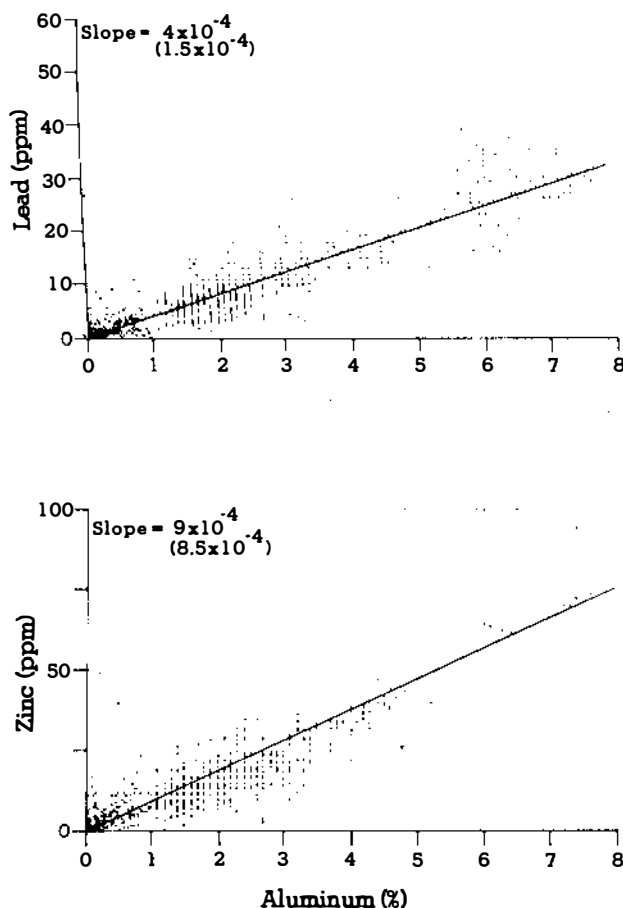 Slope = 4x10-4
(1.5x10-4)
60
50
40
30
20
10
0
Lead (ppm)
0 1 2 3 4 5 6 7
Slope = 9x10-4
(8.5x10-4)
100
50
0
Zinc (ppm)
0 1 2 3 4 5 6 7 8
Aluminum (%)